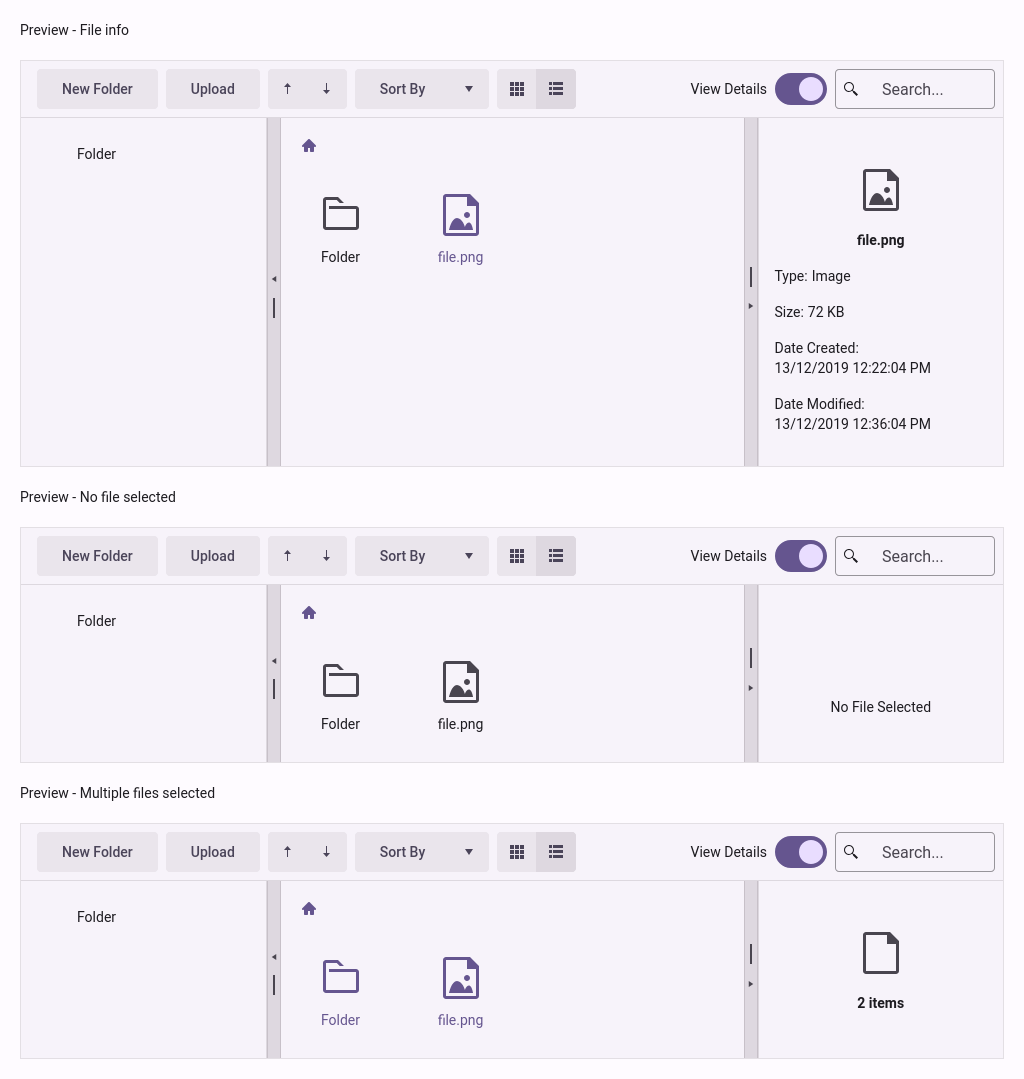 Preview - File info
New Folder Upload Sort By View Details Search...
Folder
Folder file.png
file.png
Type: Image
Size: 72 KB
Date Created:
13/12/2019 12:22:04 PM
Date Modified:
13/12/2019 12:36:04 PM
Preview - No file selected
New Folder Upload Sort By View Details Search...
Folder
Folder file.png
No File Selected
Preview - Multiple files selected
New Folder Upload Sort By View Details Search...
Folder
Folder file.png
2 items